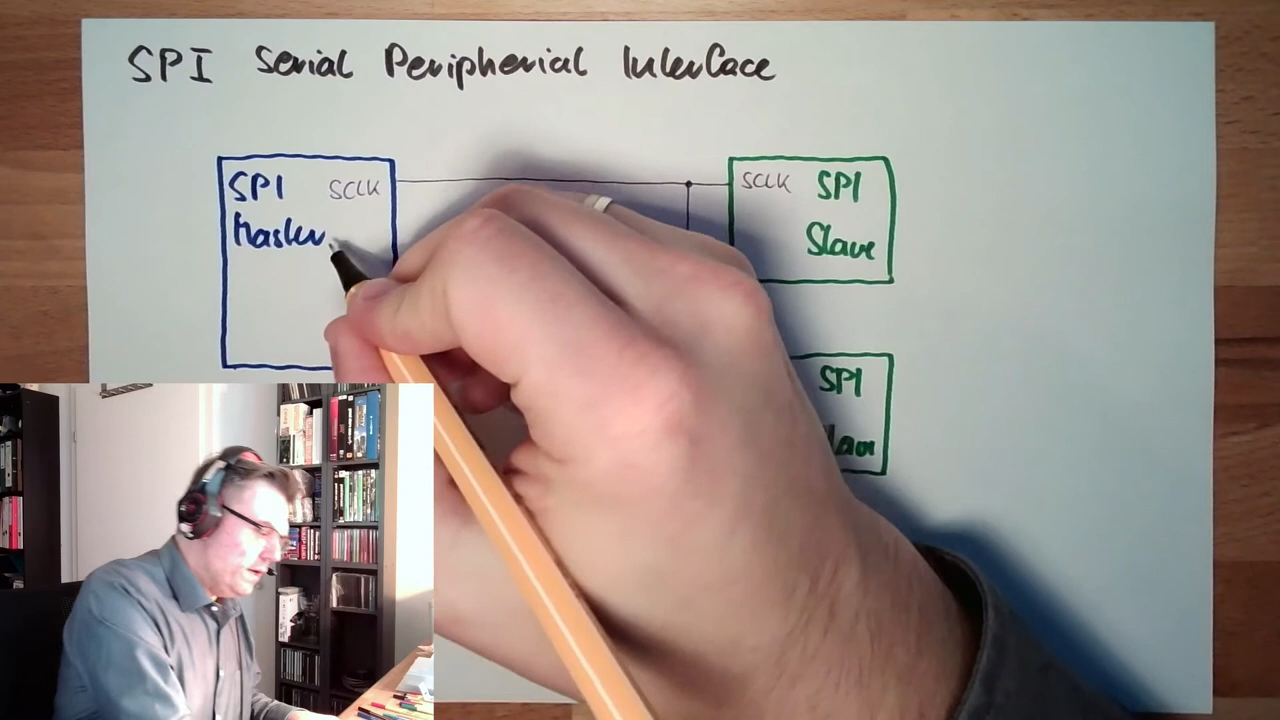 SPI Serial Peripherial Interface
SPI SCLK
Master
SCLK SPI
Slave
SPI